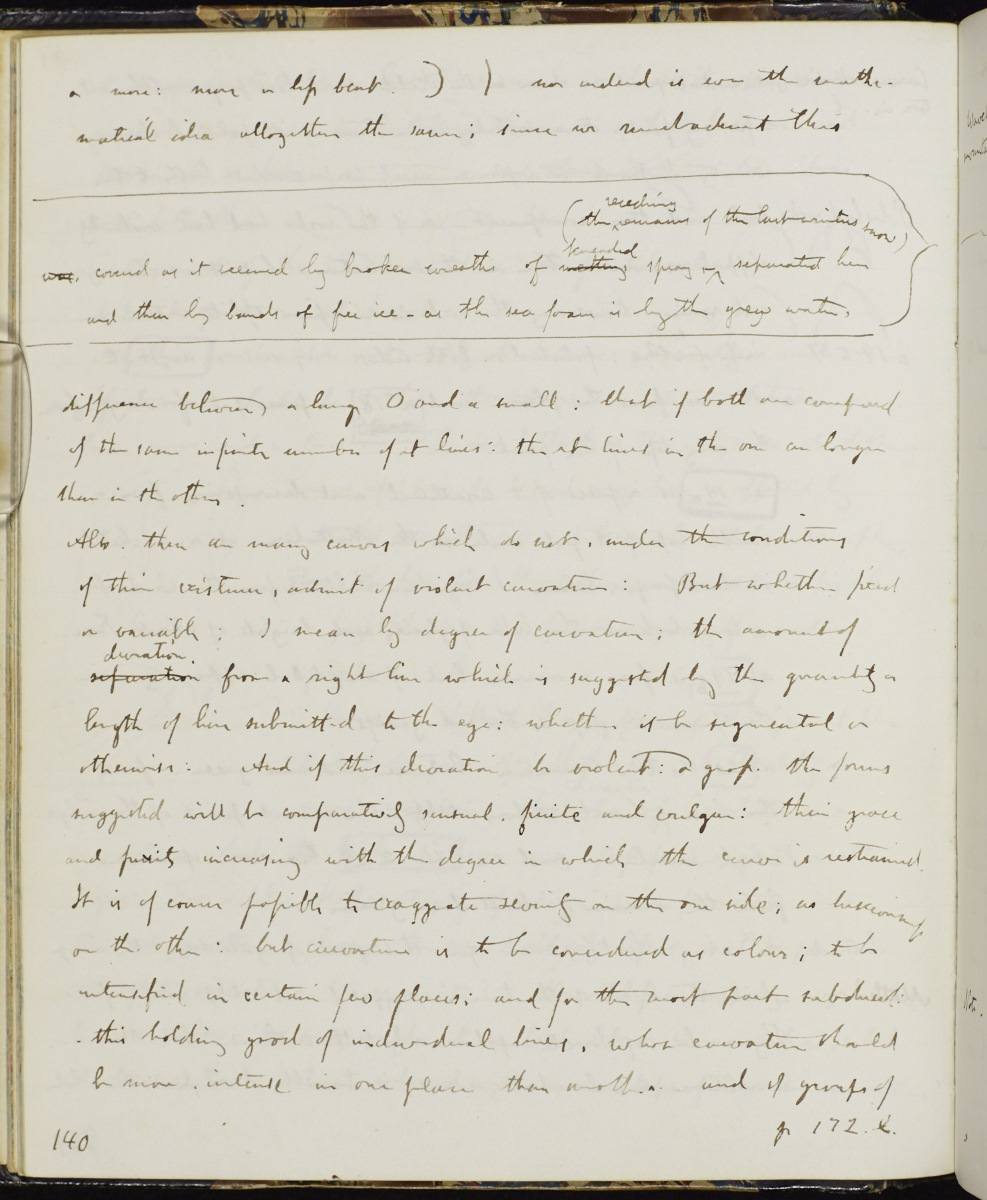 or more: more or less bent. ) ) nor indeed is even the mathe-
matical idea altogether the same; since we must admit this
receding
(the remains of the last winters snow)
kneaded
was, covered as it seemed by broken wreaths of melting spray separated here
and there by bands of free ice - as the sea foam is by the grey water.
difference between a large O and a small: that if both are composed
of the same infinite number of st lines: the st lines in the one are longer
than in the other.
Also. there are many curves which do not, under the conditions
of their existence, admit of violent curvature: But whether fixed
or variable; I mean by degree of curvature; the amount of
deviation.
separation from a right line which is suggested by the quantity or
length of line submitted to the eye: whether it be segmental or
otherwise: And if this deviation be violent: the forms
suggested will be comparatively sensual, finite and vulgar: their grace
and purity increasing with the degree in which the curve is restrained.
It is of course possible to exaggerate severity on the one side; as lusciousness
on the other: but curvature is to be considered as colour; to be
intensified in certain few places; and for the most part subdued:
this holding good of individual lines, whose curvature should
be more intense in one place than another. and of groups of
p 172.
140